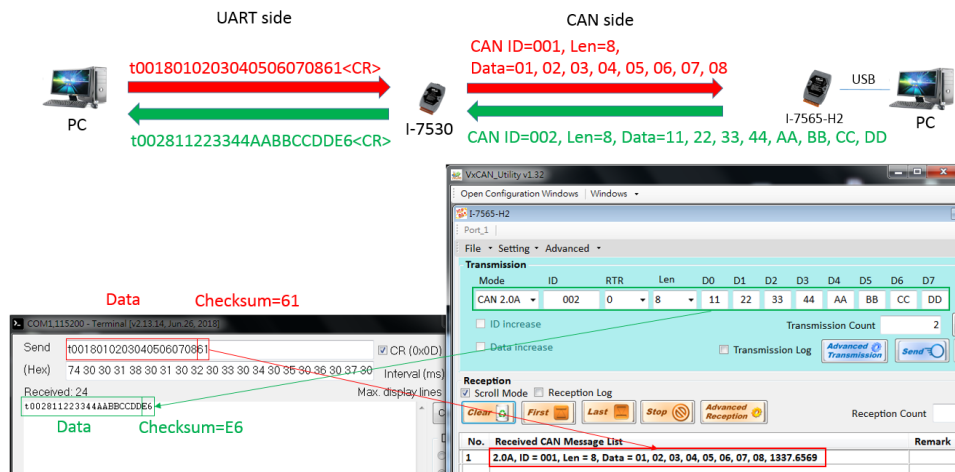 UART side
CAN side
t0018010203040506070861<CR>
CAN ID=001, Len=8,
Data=01, 02, 03, 04, 05, 06, 07, 08
USB
PC
I-7530
I-7565-H2
PC
t002811223344AABBCCDDE6<CR>
CAN ID=002, Len=8, Data=11, 22, 33, 44, AA, BB, CC, DD
VxCAN_Utility v1.32
Open Configuration Windows Windows
I-7565-H2
Port_1
File Setting Advanced
Transmission
Mode ID RTR Len D0 D1 D2 D3 D4 D5 D6 D7
CAN 2.0A 002 0 8 11 22 33 44 AA BB CC DD
ID increase Transmission Count 2
Data increase Transmission Log Advanced Transmission Send
Reception
Scroll Mode Reception Log
Clear First Last Stop Advanced Reception Reception Count
No. Received CAN Message List Remark
1 2.0A, ID = 001, Len = 8, Data = 01, 02, 03, 04, 05, 06, 07, 08, 1337.6569
Data Checksum=61
COM1,115200 - Terminal [v2.13.14, Jun.26, 2018]
Send t0018010203040506070861 CR (0x0D)
(Hex) 74 30 30 31 38 30 31 30 32 30 33 30 34 30 35 30 36 30 37 30 Interval (ms)
Received: 24 Max. display lines
t002811223344AABBCCDDE6
Data Checksum=E6